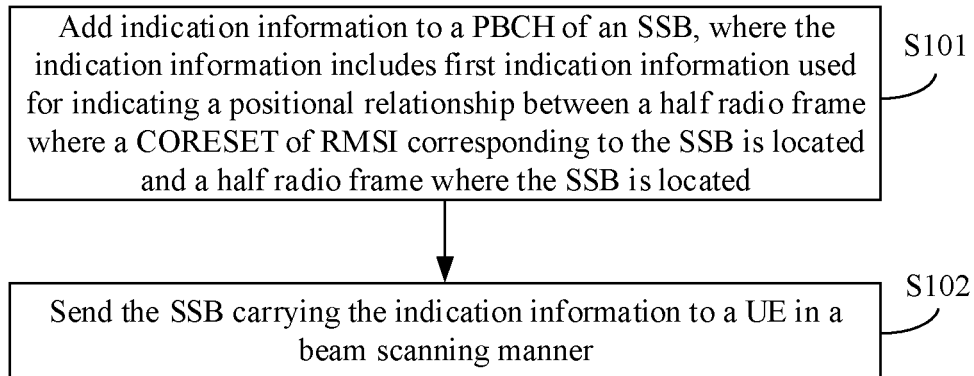 Add indication information to a PBCH of an SSB, where the
indication information includes first indication information used
for indicating a positional relationship between a half radio frame
where a CORESET of RMSI corresponding to the SSB is located
and a half radio frame where the SSB is located
S101
Send the SSB carrying the indication information to a UE in a
beam scanning manner
S102